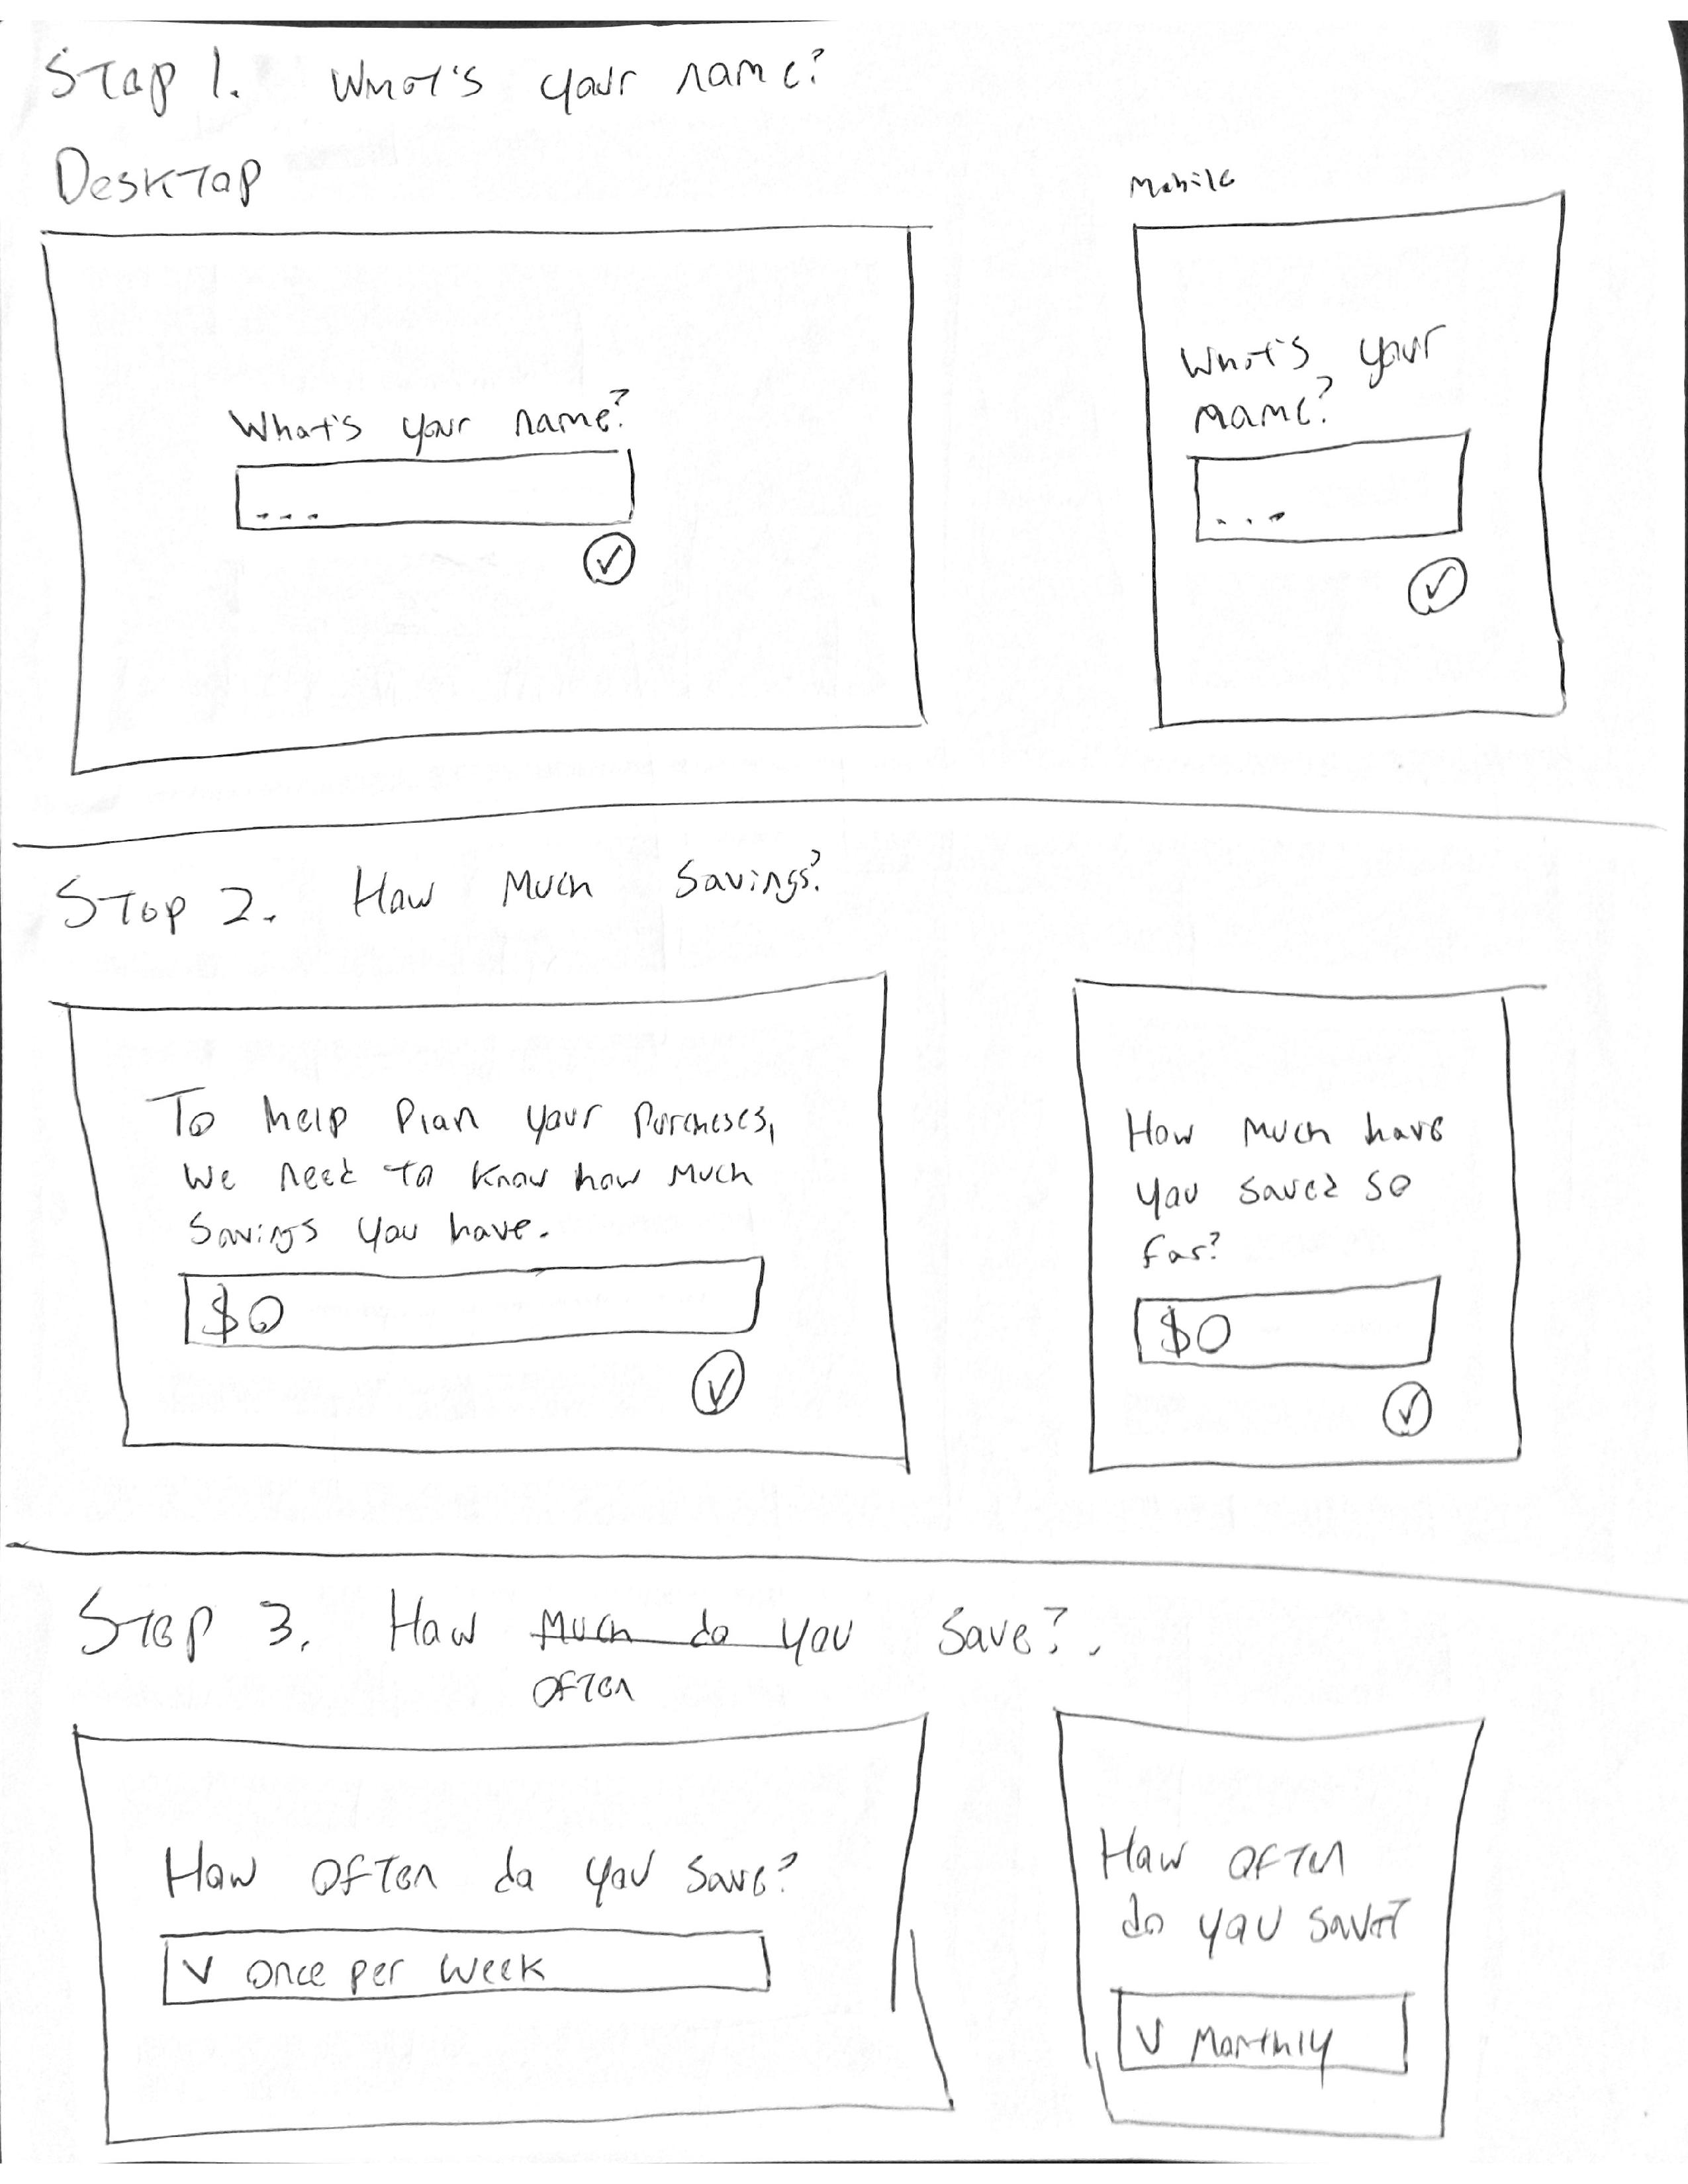 Step 1. What's your name?
Desktop
Mobile
What's your name?
...
What's your
name?
...
Step 2. How Much Savings?
To help Plan your Purcheses,
we need to know how much
Savings you have.
$0
How much have
you saved so
far?
$0
Step 3. How Much do you save?.
OFTEN
How OFTEN do you save?
V once per week
How OFTEN
do you save?
V Monthly